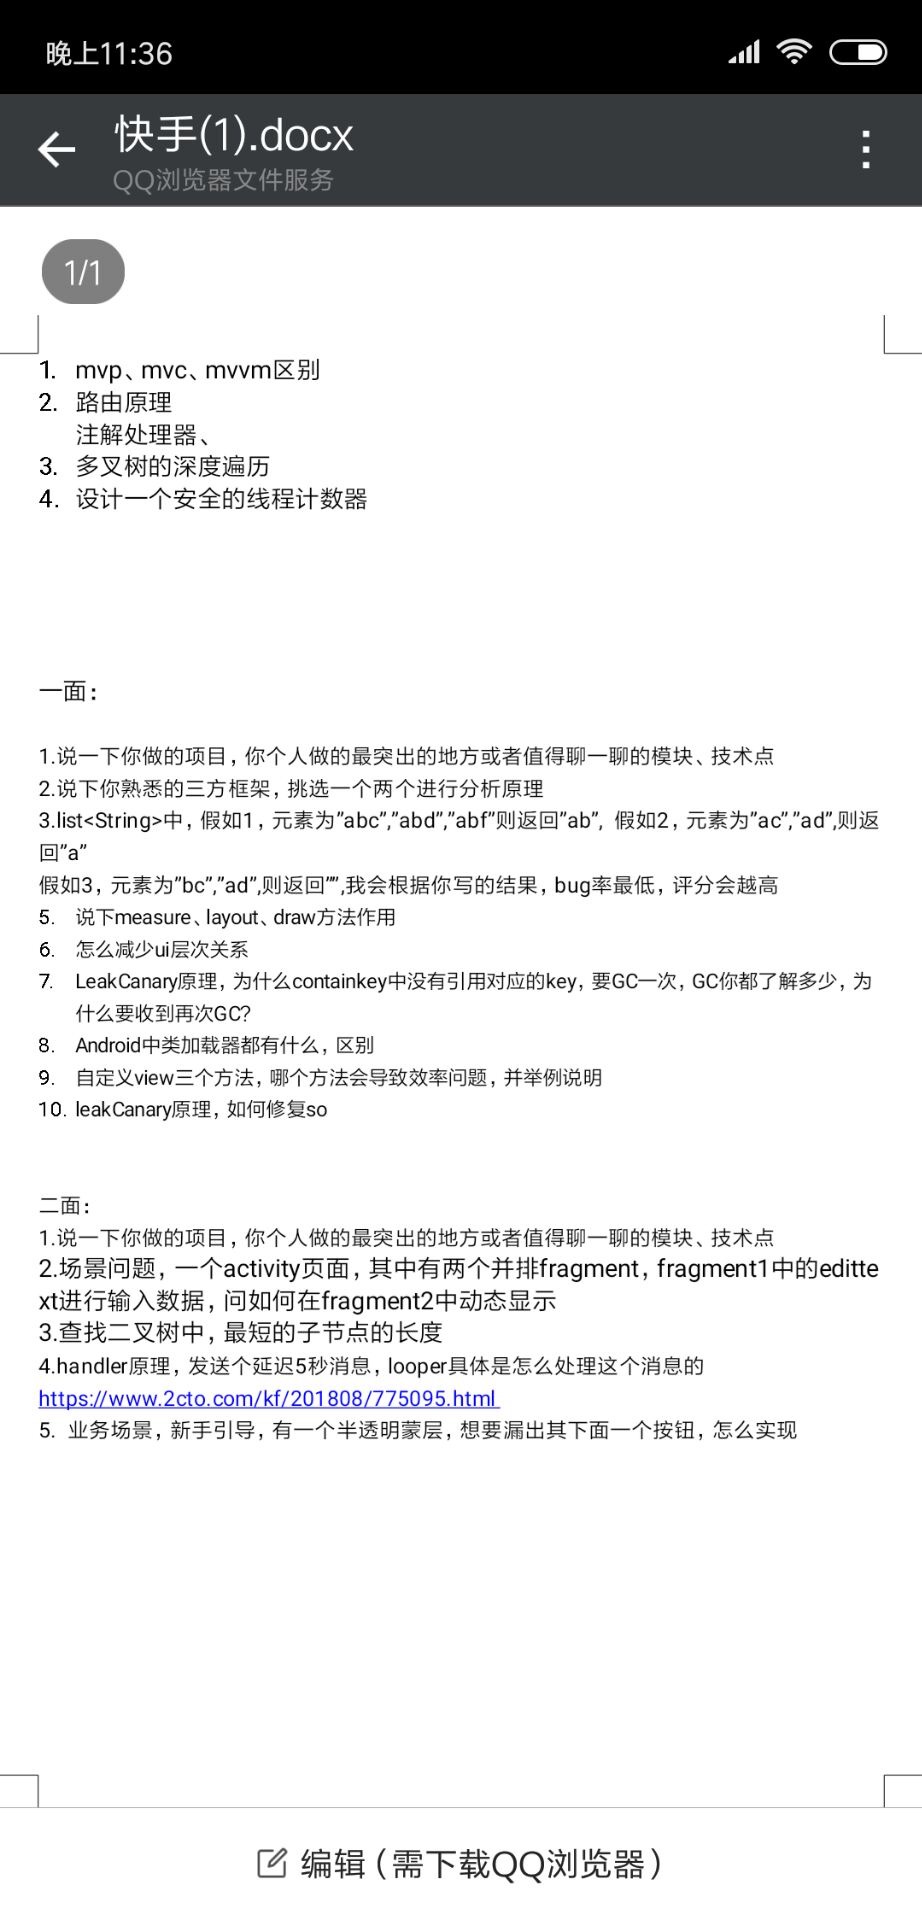 晚上11:36
快手(1).docx
QQ浏览器文件服务
1/1
1. mvp、mvc、mvvm区别
2. 路由原理
注解处理器、
3. 多叉树的深度遍历
4. 设计一个安全的线程计数器
一面：
1.说一下你做的项目，你个人做的最突出的地方或者值得聊一聊的模块、技术点
2.说下你熟悉的三方框架，挑选一个两个进行分析原理
3.list<String>中，假如1，元素为”abc”,”abd”,”abf”则返回”ab”, 假如2，元素为”ac”,”ad”,则返
回”a”
假如3，元素为”bc”,”ad”,则返回””,我会根据你写的结果，bug率最低，评分会越高
5. 说下measure、layout、draw方法作用
6. 怎么减少ui层次关系
7. LeakCanary原理，为什么containkey中没有引用对应的key，要GC一次，GC你都了解多少，为
什么要收到再次GC？
8. Android中类加载器都有什么，区别
9. 自定义view三个方法，哪个方法会导致效率问题，并举例说明
10. leakCanary原理，如何修复so
二面：
1.说一下你做的项目，你个人做的最突出的地方或者值得聊一聊的模块、技术点
2.场景问题，一个activity页面，其中有两个并排fragment，fragment1中的editte
xt进行输入数据，问如何在fragment2中动态显示
3.查找二叉树中，最短的子节点的长度
4.handler原理，发送个延迟5秒消息，looper具体是怎么处理这个消息的
https://www.2cto.com/kf/201808/775095.html
5. 业务场景，新手引导，有一个半透明蒙层，想要漏出其下面一个按钮，怎么实现
编辑（需下载QQ浏览器）